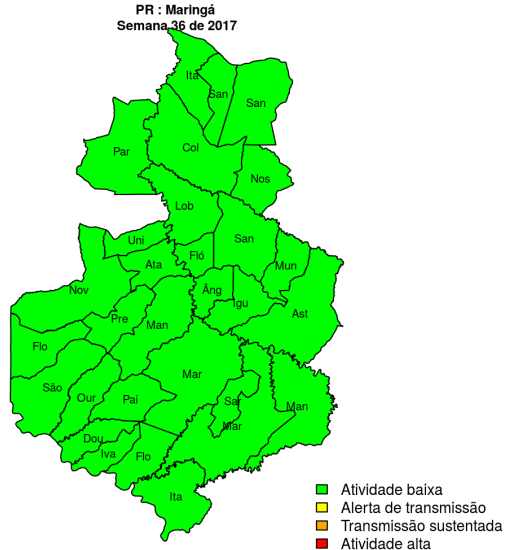 PR : Maringá
Semana 36 de 2017
Ita
San
San
Col
Par
Nos
Lob
Uni
San
Fló
Ata
Mun
Nov
Âng
Igu
Ast
Pre
Man
Flo
Mar
São
Our
Pai
Sar
Man
Mar
Dou
Iva
Flo
Ita
Atividade baixa
Alerta de transmissão
Transmissão sustentada
Atividade alta